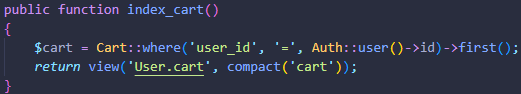 public function index_cart()
{
    $cart = Cart::where('user_id', '=', Auth::user()->id)->first();
    return view('User.cart', compact('cart'));
}